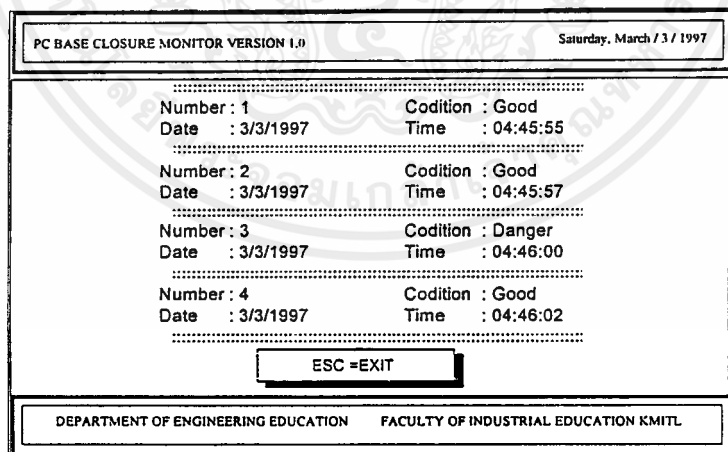 PC BASE CLOSURE MONITOR VERSION 1.0 Saturday, March / 3 / 1997
Number : 1 Codition : Good
Date : 3/3/1997 Time : 04:45:55
Number : 2 Codition : Good
Date : 3/3/1997 Time : 04:45:57
Number : 3 Codition : Danger
Date : 3/3/1997 Time : 04:46:00
Number : 4 Codition : Good
Date : 3/3/1997 Time : 04:46:02
ESC =EXIT
DEPARTMENT OF ENGINEERING EDUCATION FACULTY OF INDUSTRIAL EDUCATION KMITL